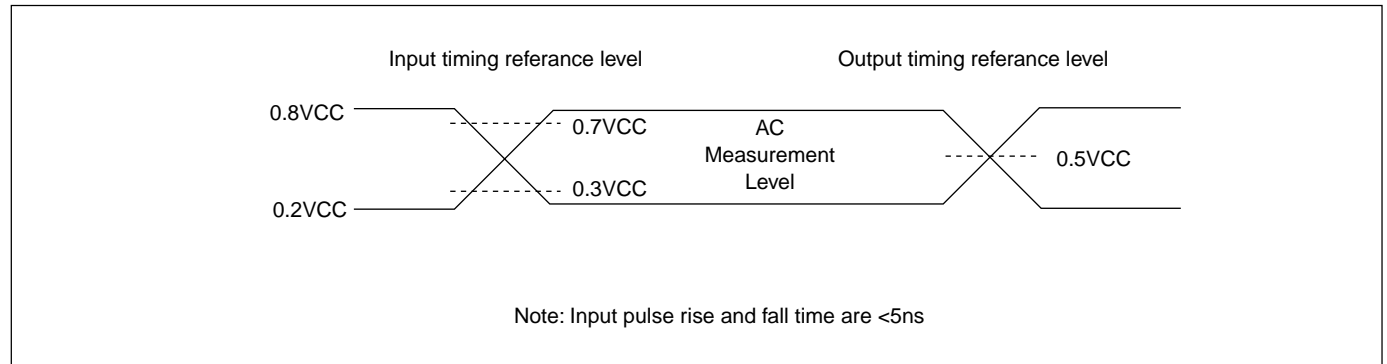 Input timing referance level
Output timing referance level
0.8VCC
0.7VCC
AC
Measurement
Level
0.5VCC
0.3VCC
0.2VCC
Note: Input pulse rise and fall time are <5ns